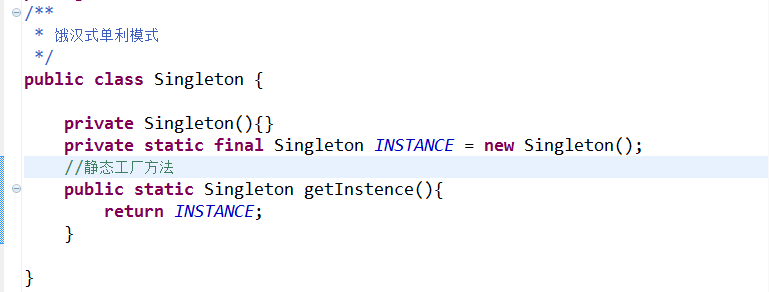 /**
 * 饿汉式单利模式
 */
public class Singleton {
    private Singleton(){}
    private static final Singleton INSTANCE = new Singleton();
    //静态工厂方法
    public static Singleton getInstence(){
        return INSTANCE;
    }
}